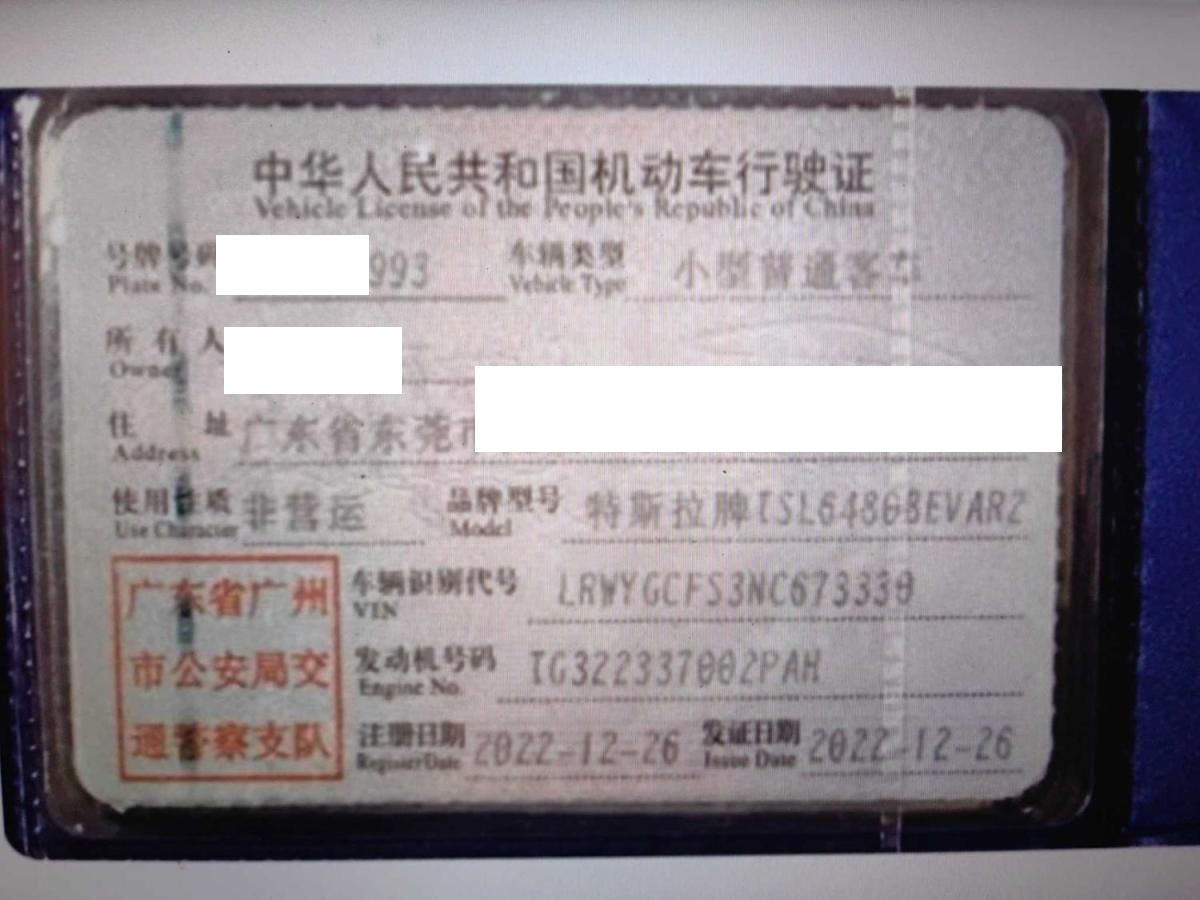 中华人民共和国机动车行驶证
Vehicle License of the People's Republic of China
号牌号码 993 车辆类型 小型普通客车
Plate No. Vehicle Type
所有人
Owner
住址 广东省东莞市
Address
使用性质 非营运 品牌型号 特斯拉牌TSL6480BEVAR2
Use Character Model
广东省广州
市公安局交
通警察支队
车辆识别代号 LRWYGCFS3NC673339
VIN
发动机号码 TG322337002PAH
Engine No.
注册日期 2022-12-26 发证日期 2022-12-26
Register Date Issue Date